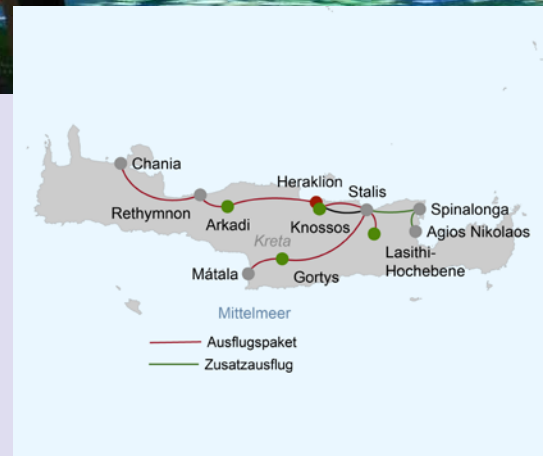 Chania
Heraklion
Stalis
Rethymnon
Arkadi
Knossos
Spinalonga
Agios Nikolaos
Kreta
Lasithi-
Hochebene
Mátala
Gortys
Mittelmeer
Ausflugspaket
Zusatzausflug